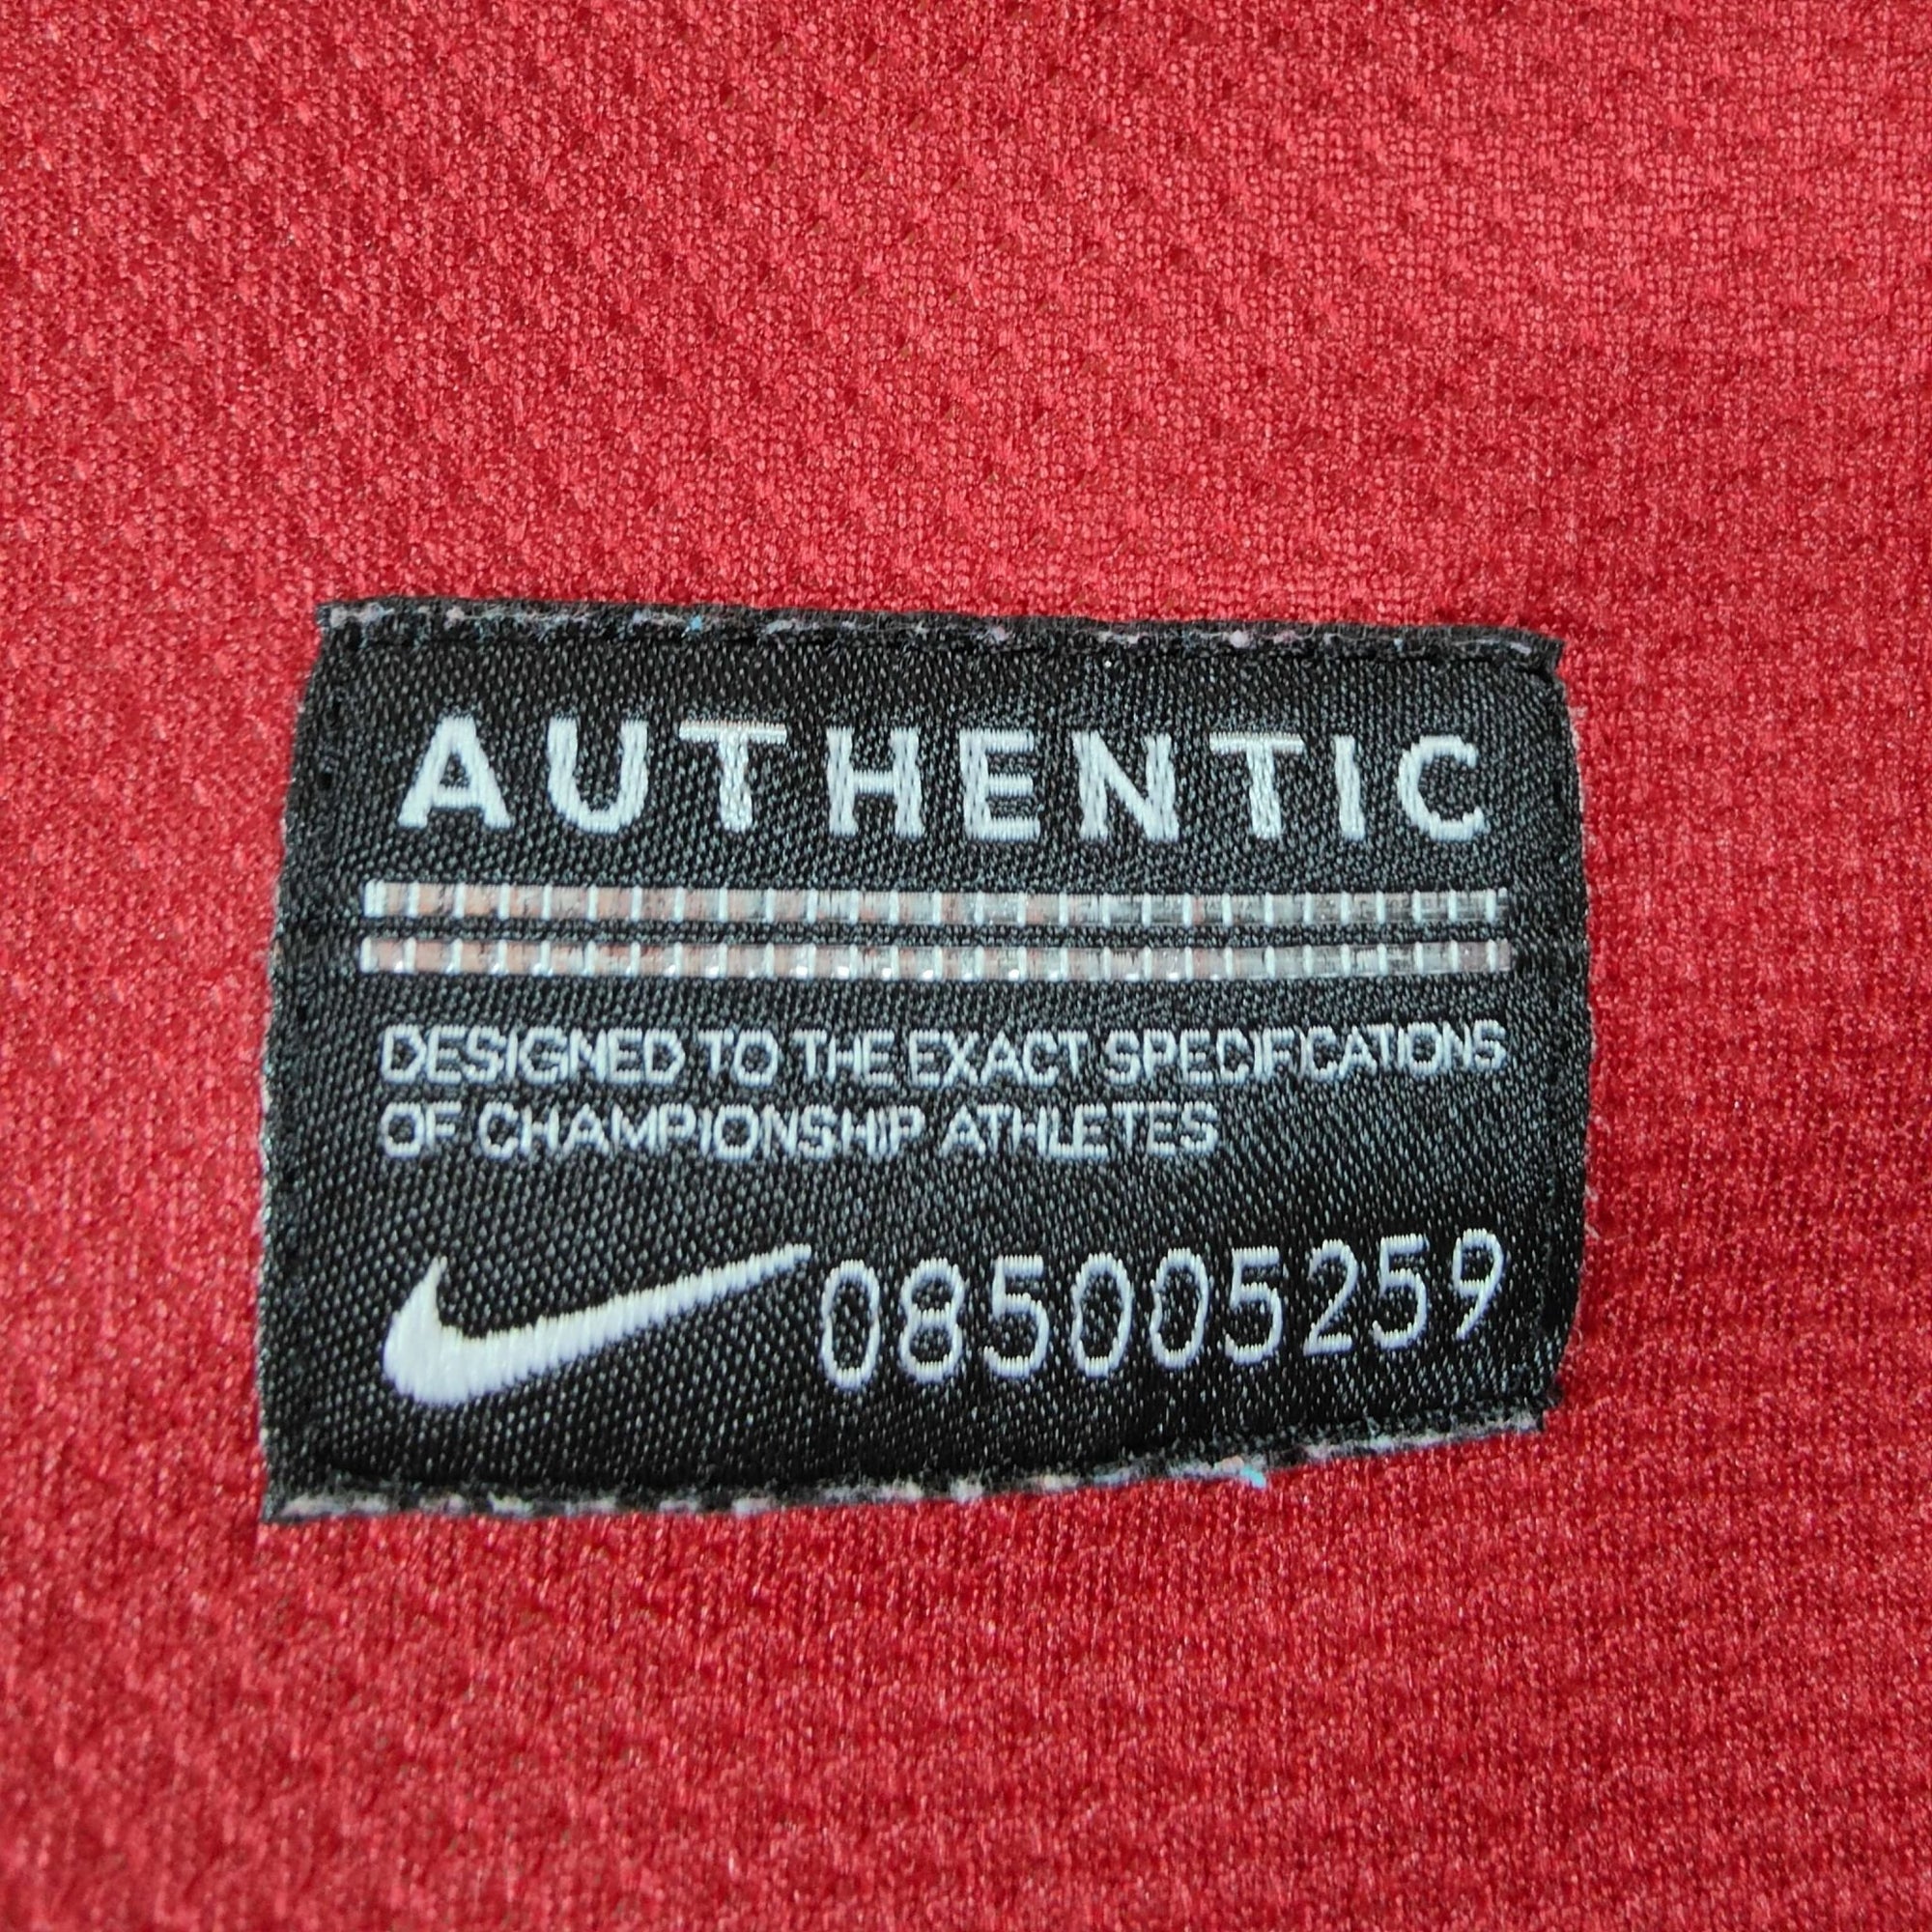 AUTHENTIC
DESIGNED TO THE EXACT SPECIFICATIONS
OF CHAMPIONSHIP ATHLETES
085005259